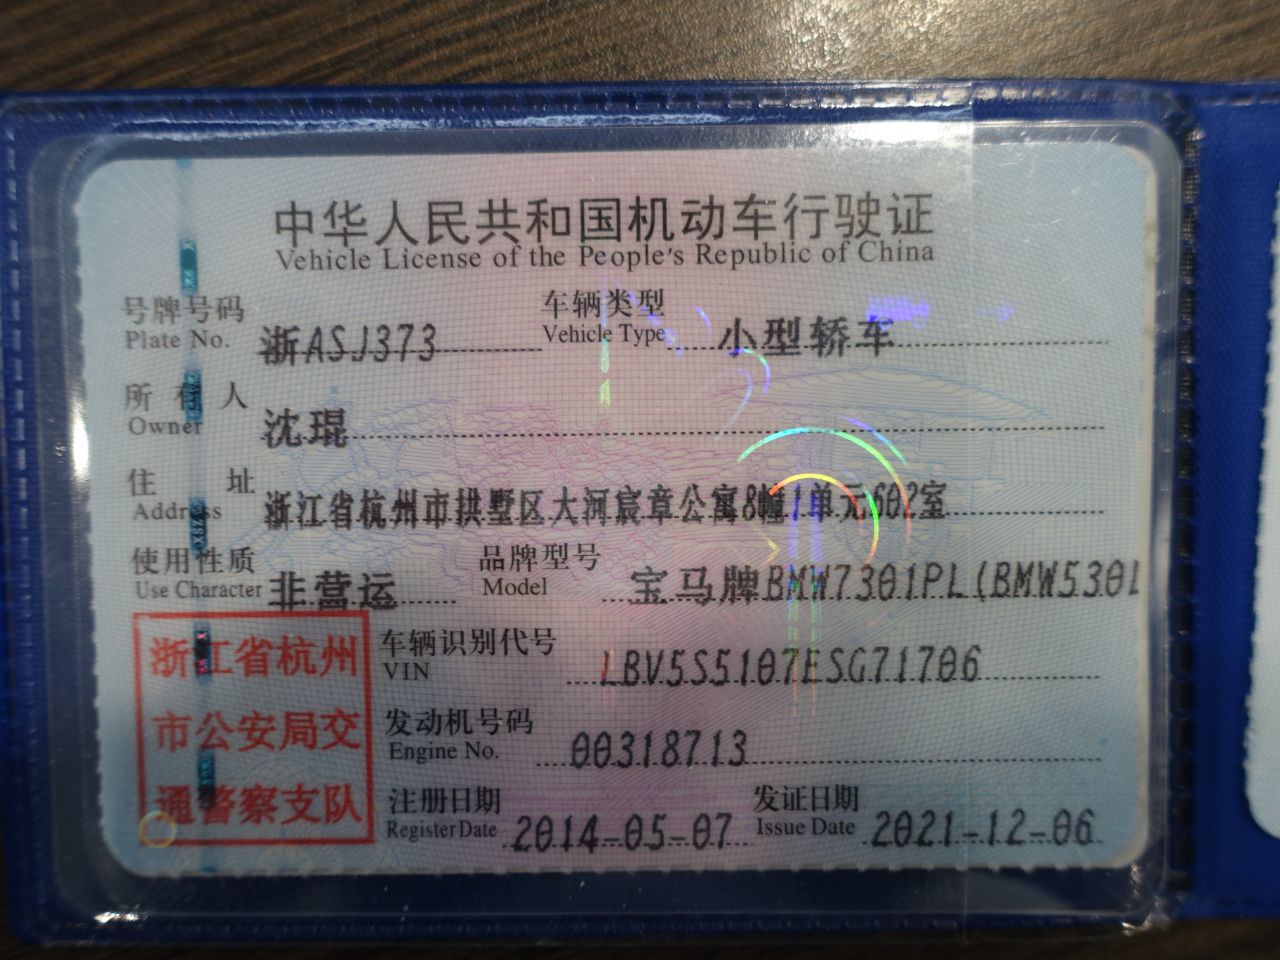 中华人民共和国机动车行驶证
Vehicle License of the People's Republic of China
号牌号码 浙ASJ373 车辆类型 小型轿车
Plate No. Vehicle Type
所有人 沈琨
Owner
住址 浙江省杭州市拱墅区大河宸章公寓8幢1单元602室
Address
使用性质 非营运 品牌型号 宝马牌BMW7301PL(BMW530L
Use Character Model
浙江省杭州
市公安局交
通警察支队
车辆识别代号 LBV5S5107ESG71706
VIN
发动机号码 00318713
Engine No.
注册日期 2014-05-07 发证日期 2021-12-06
Register Date Issue Date